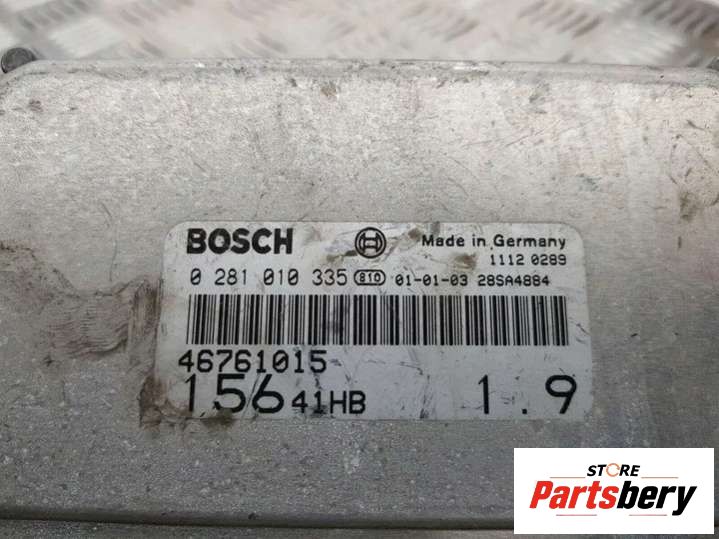 BOSCH Made in Germany
1112 0289
0 281 010 335 810 01-01-03 28SA4884
46761015
156 41HB 1.9
STORE
Partsbery